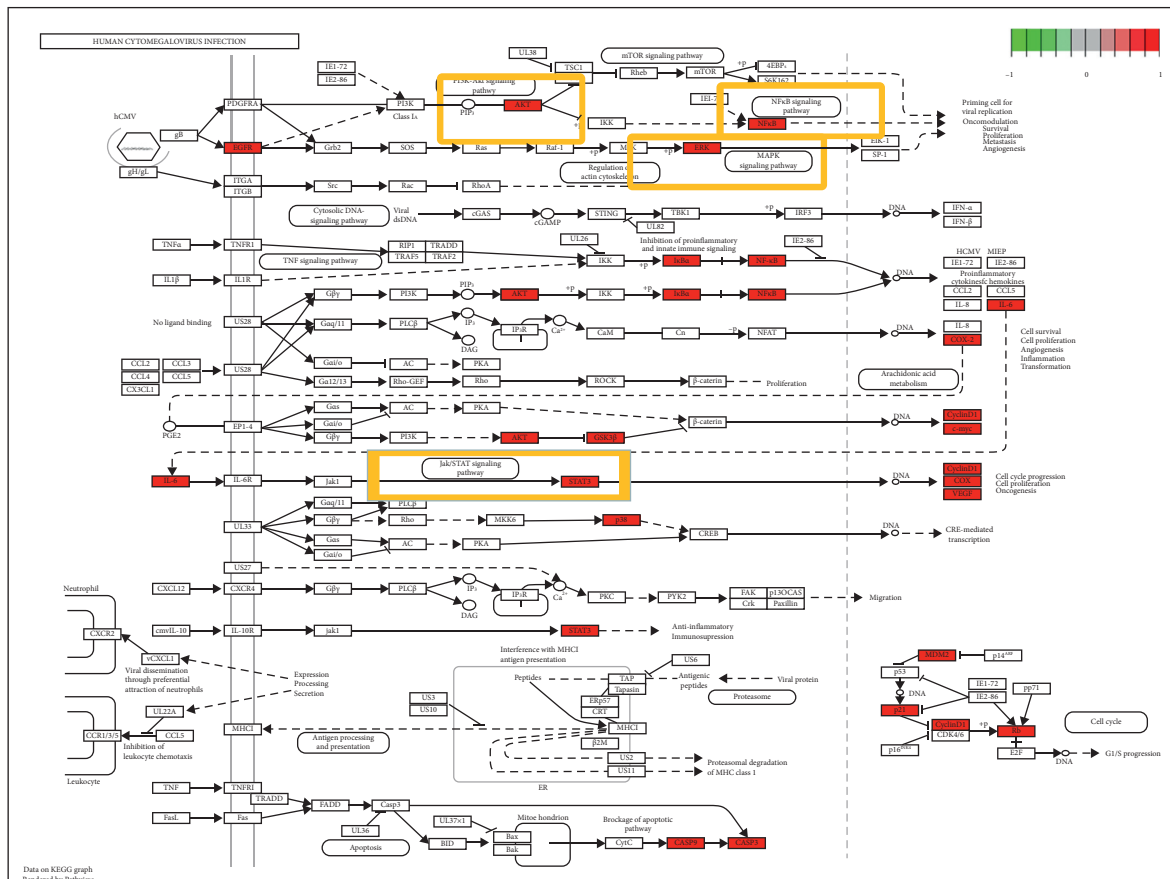 HUMAN CYTOMEGALOVIRUS INFECTION
−1
0
1
UL38
mTOR signaling pathway
TSC1
Rheb
mTOR
+p
4EBP₁
S6K162
IE1-72
IE2-86
PI3K-Akt signaling
pathwy
PDGFRA
PI3K
Class IA
PIP₃
AKT
IKK
NFκB signaling
pathway
NFκB
Priming cell for
viral replication
Oncomodulation
Survival
Proliferation
Metastasis
Angiogenesis
hCMV
gB
EGFR
Grb2
SOS
Ras
Raf-1
+p
+p
ERK
MAPK
signaling pathway
EIK-1
SP-1
gH/gL
ITGA
ITGB
Src
Rac
RhoA
Regulation of
actin cytoskeleton
Cytosolic DNA-
signaling pathway
Viral
dsDNA
cGAS
cGAMP
STING
UL82
TBK1
+p
IRF3
DNA
IFN-α
IFN-β
TNFα
TNFR1
TNF signaling pathway
RIP1
TRADD
TRAF5
TRAF2
UL26
IKK
+p
Inhibition of proinflammatory
and innate immune signaling
IκBα
NF-κB
IE2-86
DNA
HCMV MIEP
IE1-72
IE2-86
Proinflammatory
cytokinesfc hemokines
CCL2
CCL5
IL-8
IL-6
IL1β
IL1R
PIP₃
Gβγ
PI3K
AKT
+p
IKK
+p
IκBα
NFκB
No ligand binding
US28
Gαq/11
PLCβ
IP₃
DAG
IP₃R
Ca²⁺
CaM
Cn
−p
NFAT
DNA
IL-8
COX-2
Cell survival
Cell proliferation
Angiogenesis
Inflammation
Transformation
CCL2
CCL3
CCL4
CCL5
CX3CL1
US28
Gαi/o
AC
PKA
Gα12/13
Rho-GEF
Rho
ROCK
β-caterin
Proliferation
Arachidonic acid
metabolism
PGE2
EP1-4
Gαs
Gαi/o
Gβγ
AC
PKA
PI3K
AKT
GSK3β
β-caterin
DNA
CyclinD1
c-myc
IL-6
IL-6R
Jak1
Jak/STAT signaling
pathway
STAT3
DNA
CyclinD1
COX
VEGF
Cell cycle progression
Cell proliferation
Oncogenesis
UL33
Gαq/11
PLCβ
Gβγ
Rho
MKK6
p38
Gαs
Gαi/o
AC
PKA
CREB
DNA
CRE-mediated
transcription
US27
CXCL12
CXCR4
Gβγ
PLCβ
IP₃
DAG
IP₃R
Ca²⁺
PKC
PYK2
FAK
p13OCAS
Crk
Paxillin
Migration
Neutrophil
CXCR2
cmvIL-10
IL-10R
jak1
STAT3
Anti-inflammatory
Immunosupression
vCXCL1
Viral dissemination
through preferential
attraction of neutrophils
Expression
Processing
Secretion
Interference with MHCI
antigen presentation
Peptides
TAP
Tapasin
US6
Antigenic
peptides
Viral protein
Proteasome
ERp57
CRT
MHCI
β2M
US3
US10
US2
US11
Proteasomal degradation
of MHC class I
ER
UL22A
CCR1/3/5
CCL5
Inhibition of
leukocyte chemotaxis
Leukocyte
MHCI
Antigen processing
and presentation
MDM2
p14ᴬᴿᶠ
p53
DNA
IE1-72
IE2-86
pp71
p21
CyclinD1
CDK4/6
+p
Rb
Cell cycle
E2F
DNA
G1/S progression
TNF
TNFRI
TRADD
FADD
Casp3
FasL
Fas
UL36
Apoptosis
BID
UL37×1
Mitoe hondrion
Bax
Bak
Brockage of apoptotic
pathway
CytC
CASP9
CASP3
Data on KEGG graph